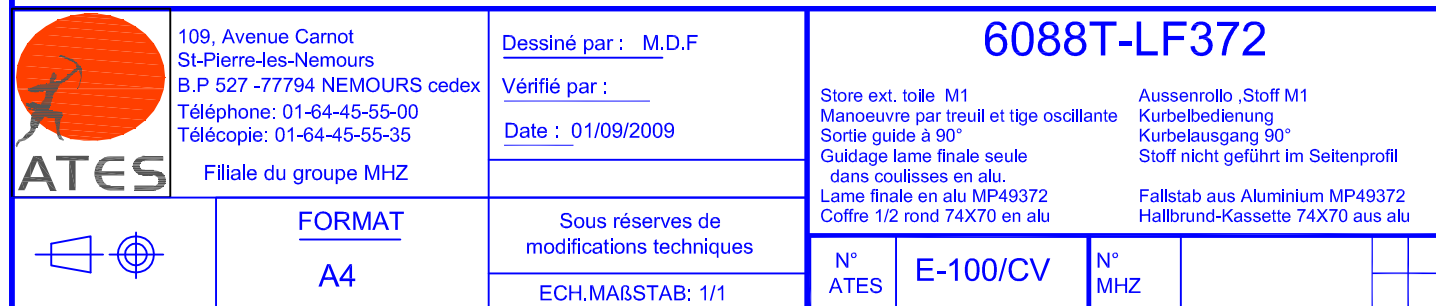 ATES
109, Avenue Carnot
St-Pierre-les-Nemours
B.P 527 -77794 NEMOURS cedex
Téléphone: 01-64-45-55-00
Télécopie: 01-64-45-55-35
Filiale du groupe MHZ
Dessiné par : M.D.F
Vérifié par :
Date : 01/09/2009
6088T-LF372
Store ext. toile M1
Manoeuvre par treuil et tige oscillante
Sortie guide à 90°
Guidage lame finale seule
dans coulisses en alu.
Lame finale en alu MP49372
Coffre 1/2 rond 74X70 en alu
Aussenrollo ,Stoff M1
Kurbelbedienung
Kurbelausgang 90°
Stoff nicht geführt im Seitenprofil
Fallstab aus Aluminium MP49372
Hallbrund-Kassette 74X70 aus alu
FORMAT
A4
Sous réserves de
modifications techniques
ECH.MAßSTAB: 1/1
N°
ATES
E-100/CV
N°
MHZ